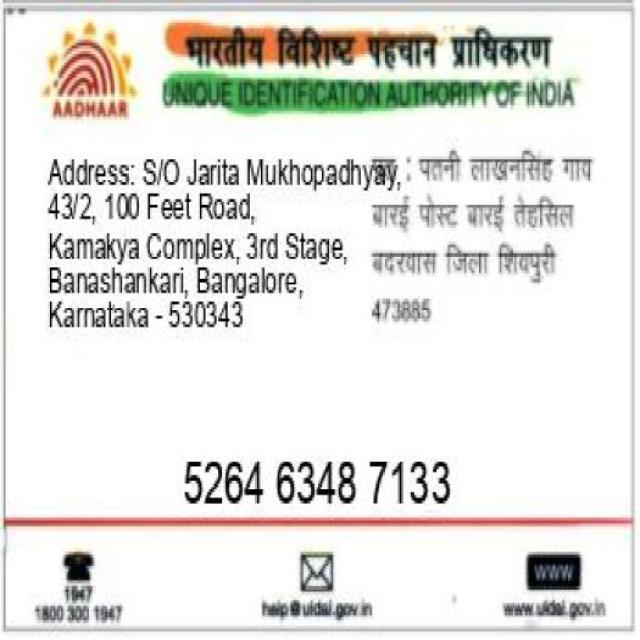 भारतीय विशिष्ट पहचान प्राधिकरण
UNIQUE IDENTIFICATION AUTHORITY OF INDIA
AADHAAR
Address: S/O Jarita Mukhopadhyay,
43/2, 100 Feet Road,
Kamakya Complex, 3rd Stage,
Banashankari, Bangalore,
Karnataka - 530343
: पतनी लाखनसिंह गाव
बारई पोस्ट बारई तेहसिल
बदरवास जिला शिवपुरी
473885
5264 6348 7133
1947
1800 300 1947
help@uidai.gov.in
WWW
www.uidai.gov.in